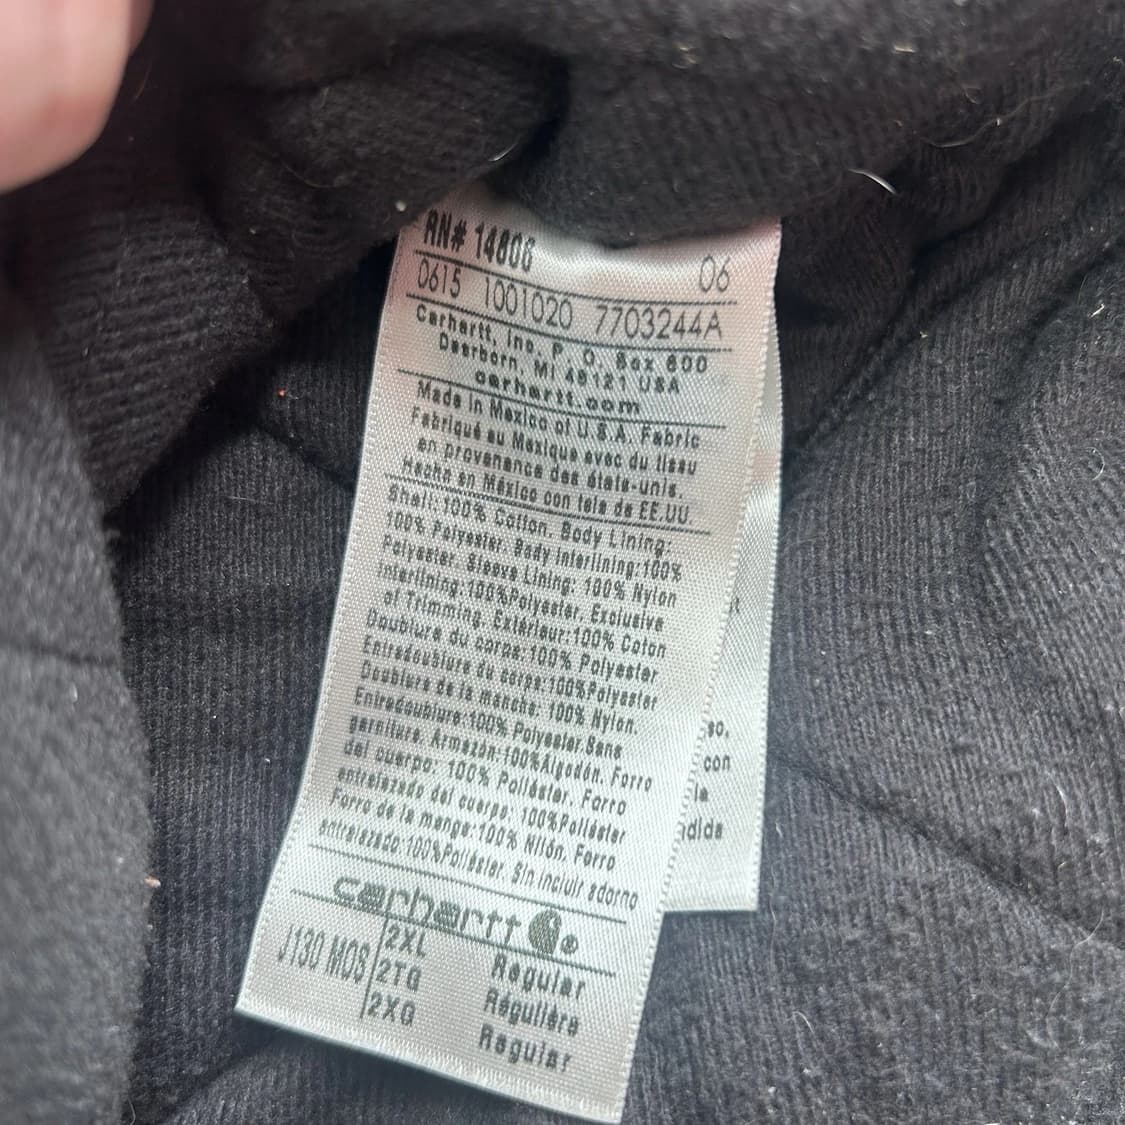 RN# 14806
06
0615 1001020 7703244A
Carhartt, Inc. P. O. Box 600
Dearborn, MI 48121 USA
carhartt.com
Made in Mexico of U.S.A. Fabric
Fabriqué au Mexique avec du tissu
en provenance des états-unis.
Hecho en México con tela de EE.UU.
Shell: 100% Cotton. Body Lining:
100% Polyester. Body Interlining:100%
Polyester. Sleeve Lining: 100% Nylon
Interlining:100%Polyester. Exclusive
of Trimming. Extérieur:100% Coton
Doublure du corps:100% Polyester
Entredoublure du corps:100%Polyester
Doublure de la manche: 100% Nylon.
Entredoublure:100% Polyester.Sans
garniture. Armazón:100%Algodón. Forro
del cuerpo: 100% Poliéster. Forro
entrelazado del cuerpo: 100%Poliéster
Forro de la manga:100% Nilón. Forro
entrelazado 100%Poliéster. Sin incluir adorno
carhartt ®
J130 MOS 2XL Regular
2TG Régulière
2XG Regular
con